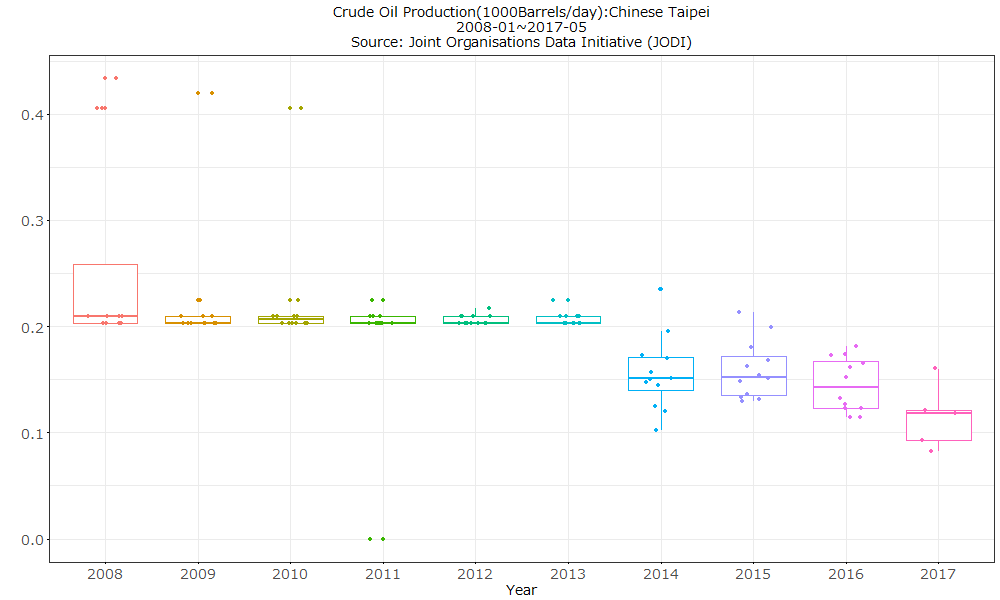 Crude Oil Production(1000Barrels/day):Chinese Taipei
2008-01~2017-05
Source: Joint Organisations Data Initiative (JODI)
0.4
0.3
0.2
0.1
0.0
2008 2009 2010 2011 2012 2013 2014 2015 2016 2017
Year